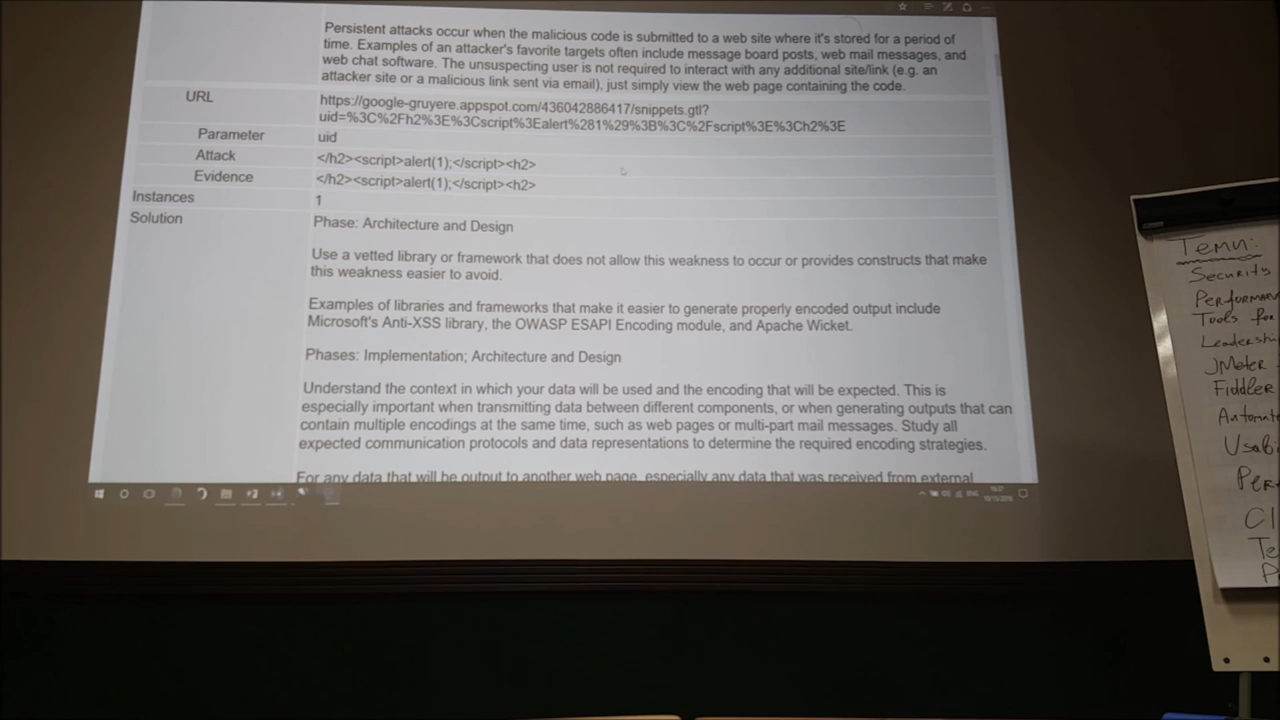 Persistent attacks occur when the malicious code is submitted to a web site where it's stored for a period of
time. Examples of an attacker's favorite targets often include message board posts, web mail messages, and
web chat software. The unsuspecting user is not required to interact with any additional site/link (e.g. an
attacker site or a malicious link sent via email), just simply view the web page containing the code.
URL
https://google-gruyere.appspot.com/436042886417/snippets.gtl?
uid=%3C%2Fh2%3E%3Cscript%3Ealert%281%29%3B%3C%2Fscript%3E%3Ch2%3E
Parameter uid
Attack </h2><script>alert(1);</script><h2>
Evidence </h2><script>alert(1);</script><h2>
Instances 1
Solution Phase: Architecture and Design
Use a vetted library or framework that does not allow this weakness to occur or provides constructs that make
this weakness easier to avoid.
Examples of libraries and frameworks that make it easier to generate properly encoded output include
Microsoft's Anti-XSS library, the OWASP ESAPI Encoding module, and Apache Wicket.
Phases: Implementation; Architecture and Design
Understand the context in which your data will be used and the encoding that will be expected. This is
especially important when transmitting data between different components, or when generating outputs that can
contain multiple encodings at the same time, such as web pages or multi-part mail messages. Study all
expected communication protocols and data representations to determine the required encoding strategies.
For any data that will be output to another web page, especially any data that was received from external
ENG
Теми:
Security
Performan
Tools for
Leadershi
JMeter
Fiddler
Automat
Usabi
Per
Cl
Te
P